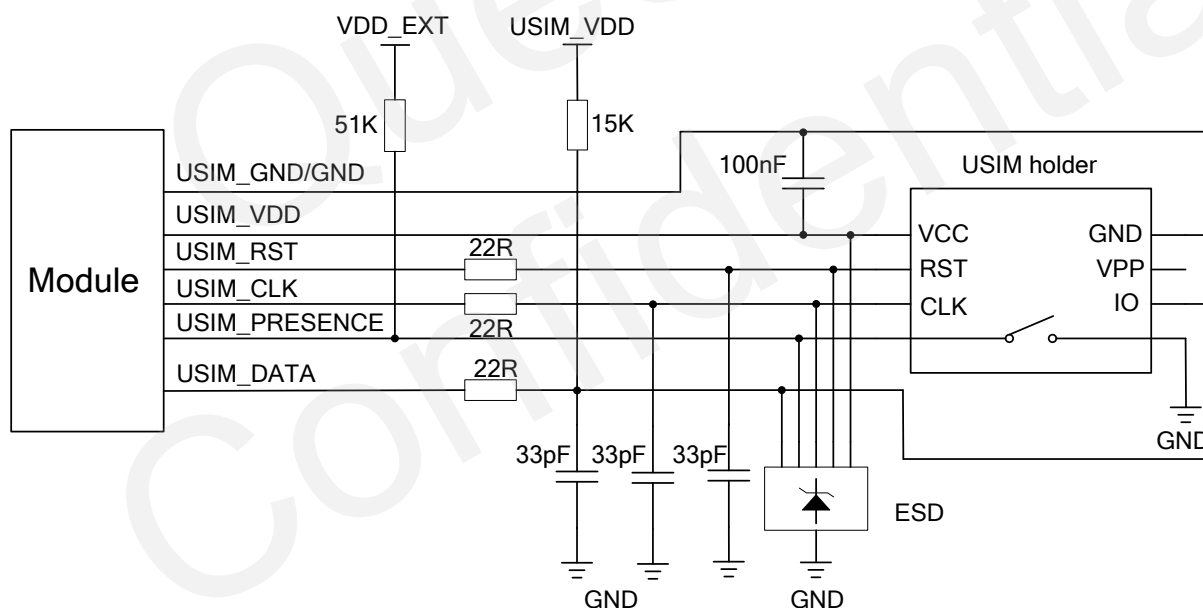 VDD_EXT
USIM_VDD
51K
15K
Module
USIM_GND/GND
USIM_VDD
USIM_RST
USIM_CLK
USIM_PRESENCE
USIM_DATA
22R
22R
22R
100nF
USIM holder
VCC
RST
CLK
GND
VPP
IO
GND
33pF
33pF
33pF
ESD
GND
GND
Confidentia